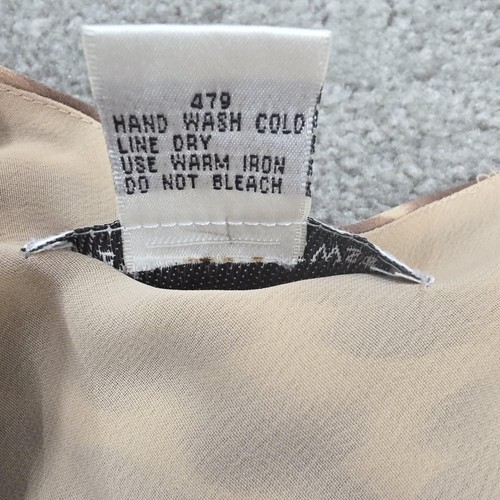 479
HAND WASH COLD
LINE DRY
USE WARM IRON
DO NOT BLEACH